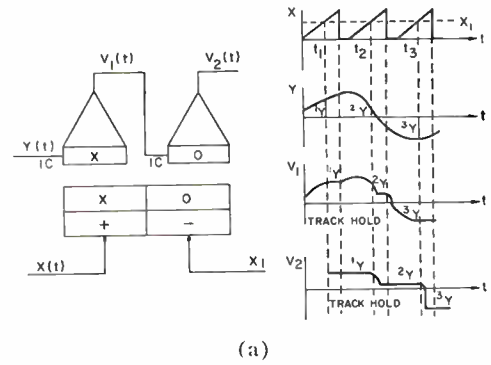 V₁(t)
V₂(t)
Y(t)
IC
X
IC
O
X
O
+
−
X(t)
X₁
X
X₁
t
t₁
t₂
t₃
Y
t
¹Y
²Y
³Y
V₁
¹Y
²Y
t
³Y
TRACK HOLD
V₂
¹Y
²Y
t
³Y
TRACK HOLD
(a)